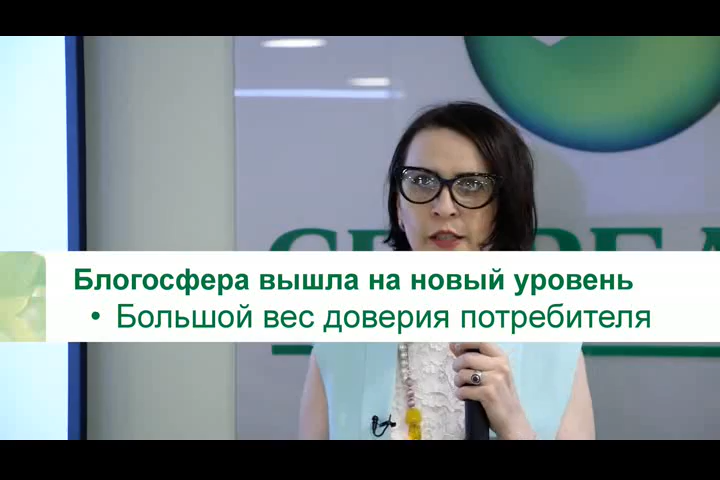 Блогосфера вышла на новый уровень
• Большой вес доверия потребителя